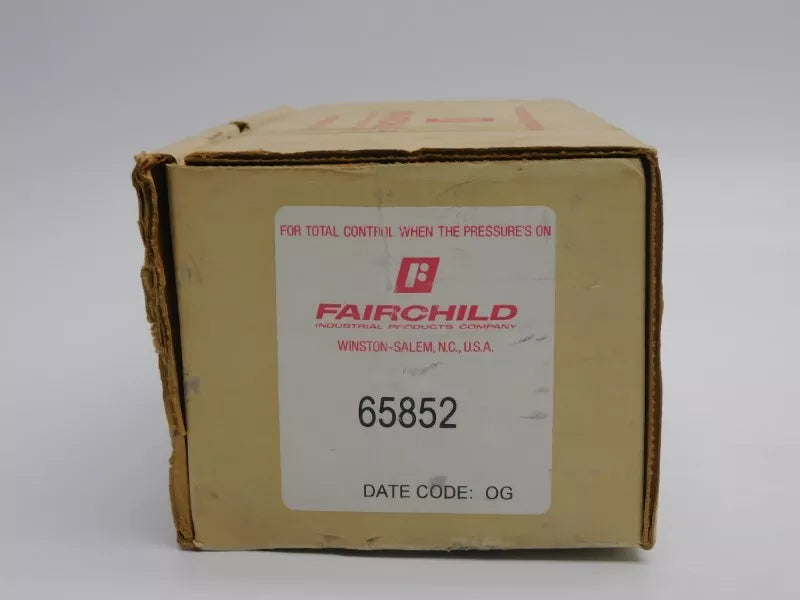 FOR TOTAL CONTROL WHEN THE PRESSURE'S ON
FAIRCHILD
INDUSTRIAL PRODUCTS COMPANY
WINSTON-SALEM, N.C., U.S.A.
65852
DATE CODE: OG